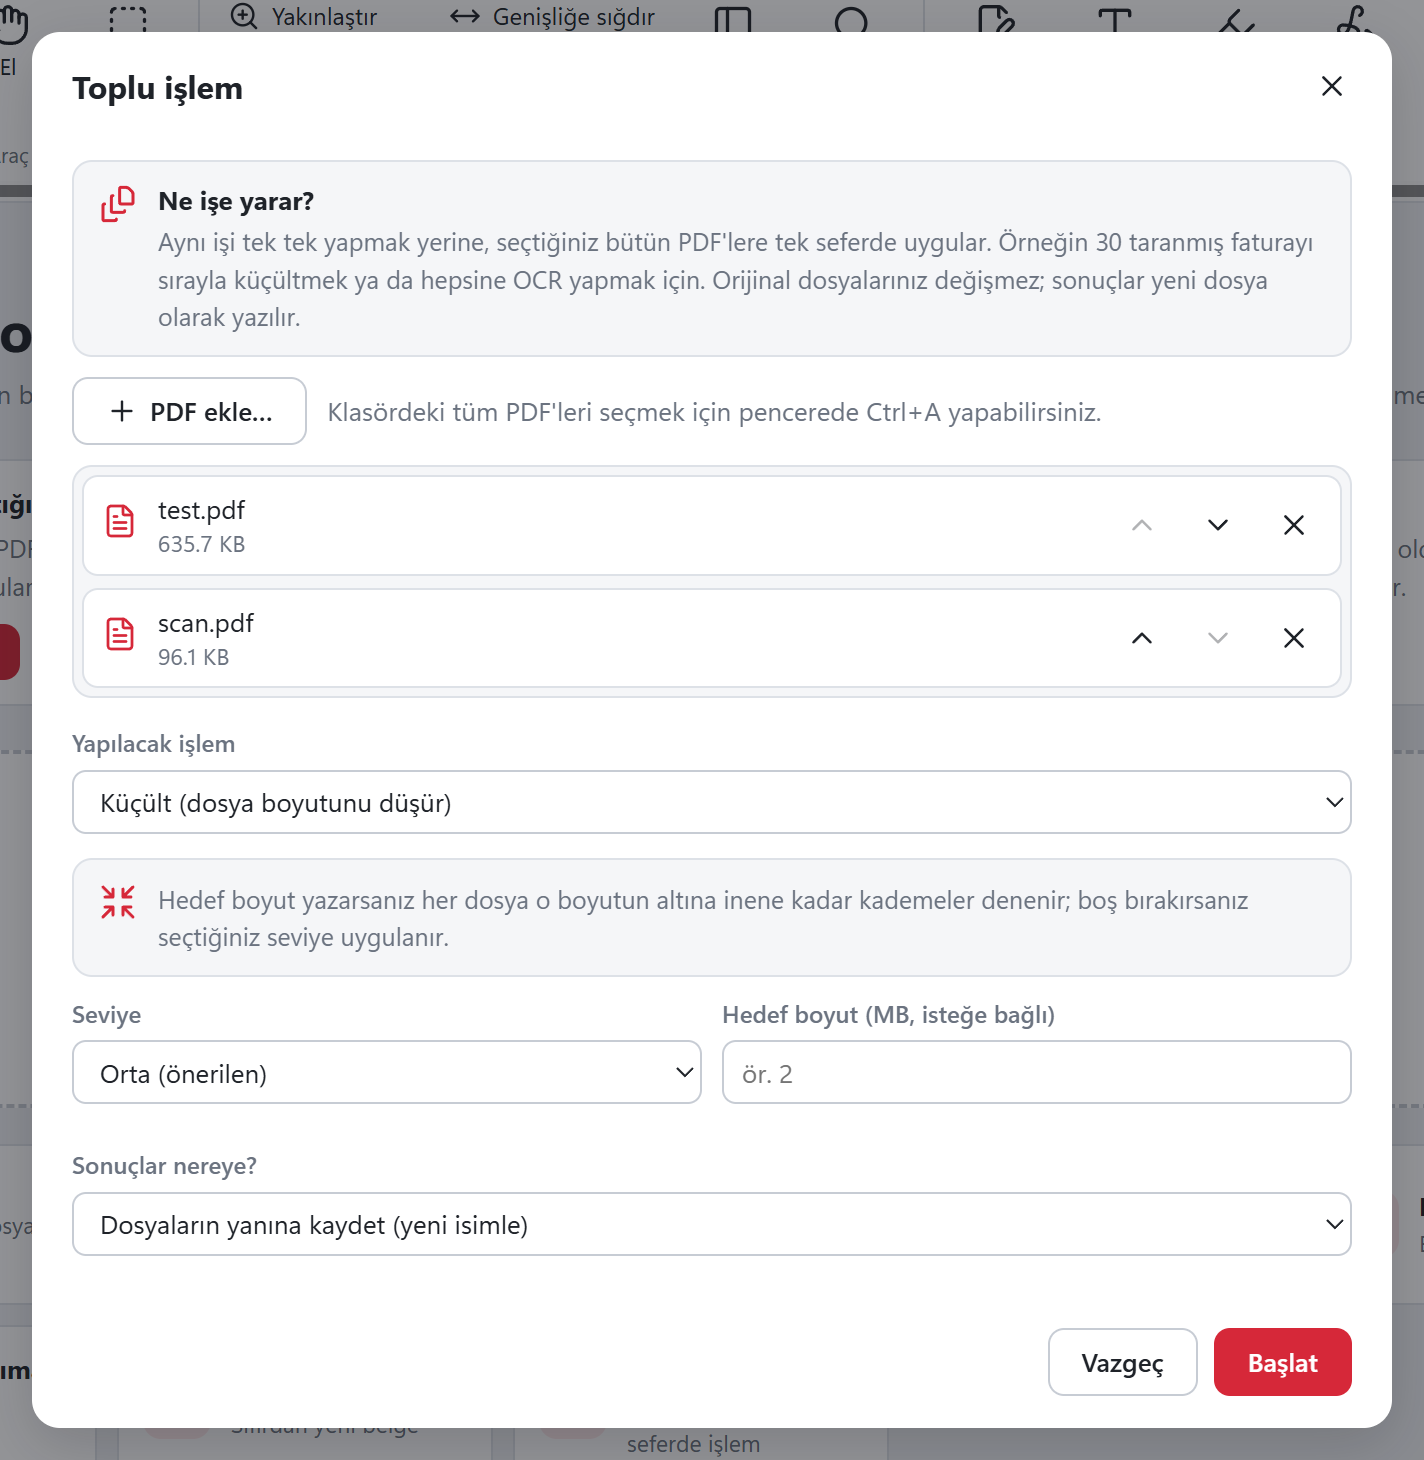 Yakınlaştır
Genişliğe sığdır
El
Toplu işlem
Ne işe yarar?
Aynı işi tek tek yapmak yerine, seçtiğiniz bütün PDF'lere tek seferde uygular. Örneğin 30 taranmış faturayı
sırayla küçültmek ya da hepsine OCR yapmak için. Orijinal dosyalarınız değişmez; sonuçlar yeni dosya
olarak yazılır.
PDF ekle...
Klasördeki tüm PDF'leri seçmek için pencerede Ctrl+A yapabilirsiniz.
test.pdf
635.7 KB
scan.pdf
96.1 KB
Yapılacak işlem
Küçült (dosya boyutunu düşür)
Hedef boyut yazarsanız her dosya o boyutun altına inene kadar kademeler denenir; boş bırakırsanız
seçtiğiniz seviye uygulanır.
Seviye
Hedef boyut (MB, isteğe bağlı)
Orta (önerilen)
ör. 2
Sonuçlar nereye?
Dosyaların yanına kaydet (yeni isimle)
Vazgeç
Başlat
seferde işlem